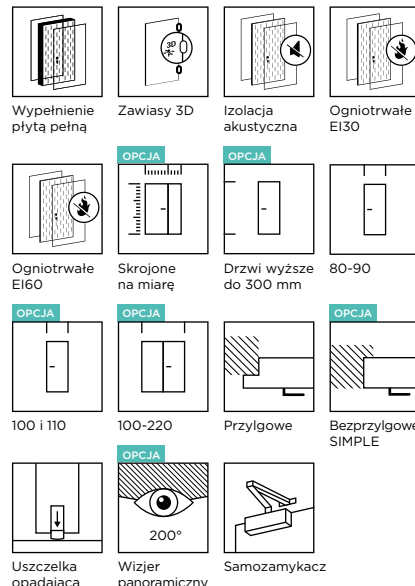 3D
Wypełnienie
płytą pełną
Zawiasy 3D
Izolacja
akustyczna
Ogniotrwałe
EI30
OPCJA
OPCJA
Ogniotrwałe
EI60
Skrojone
na miarę
Drzwi wyższe
do 300 mm
80-90
OPCJA
OPCJA
OPCJA
100 i 110
100-220
Przylgowe
Bezprzylgowe
SIMPLE
OPCJA
200°
Uszczelka
opadająca
Wizjer
panoramiczny
Samozamykacz